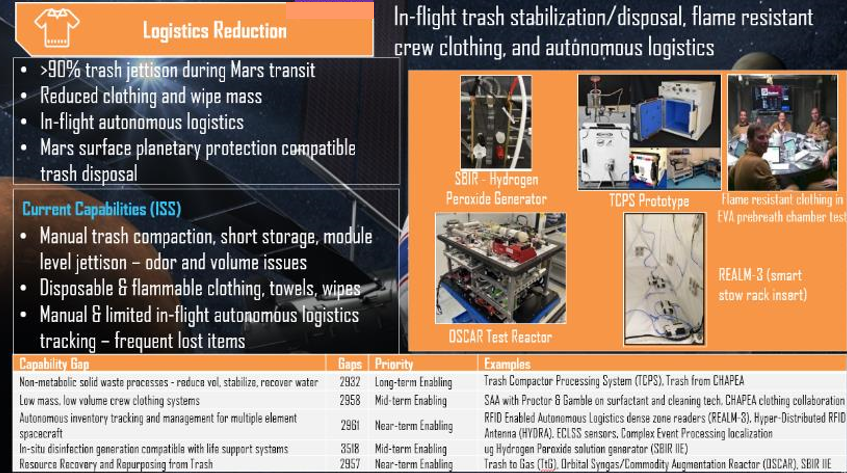 Logistics Reduction
In-flight trash stabilization/disposal, flame resistant
crew clothing, and autonomous logistics
• >90% trash jettison during Mars transit
• Reduced clothing and wipe mass
• In-flight autonomous logistics
• Mars surface planetary protection compatible
trash disposal
Current Capabilities (ISS)
• Manual trash compaction, short storage, module
level jettison – odor and volume issues
• Disposable & flammable clothing, towels, wipes
• Manual & limited in-flight autonomous logistics
tracking – frequent lost items
SBIR - Hydrogen
Peroxide Generator
TCPS Prototype
Flame resistant clothing in
EVA prebreath chamber test
OSCAR Test Reactor
REALM-3 (smart
stow rack insert)
Capability Gap Gaps Priority Examples
Non-metabolic solid waste processes - reduce vol, stabilize, recover water 2932 Long-term Enabling Trash Compactor Processing System (TCPS), Trash from CHAPEA
Low mass, low volume crew clothing systems 2958 Mid-term Enabling SAA with Proctor & Gamble on surfactant and cleaning tech, CHAPEA clothing collaboration
Autonomous inventory tracking and management for multiple element
spacecraft 2961 Near-term Enabling RFID Enabled Autonomous Logistics dense zone readers (REALM-3), Hyper-Distributed RFID
Antenna (HYDRA), ECLSS sensors, Complex Event Processing localization
In-situ disinfection generation compatible with life support systems 3518 Mid-term Enabling ug Hydrogen Peroxide solution generator (SBIR IIE)
Resource Recovery and Repurposing from Trash 2957 Near-term Enabling Trash to Gas (TtG), Orbital Syngas/Commodity Augmentation Reactor (OSCAR), SBIR IIE